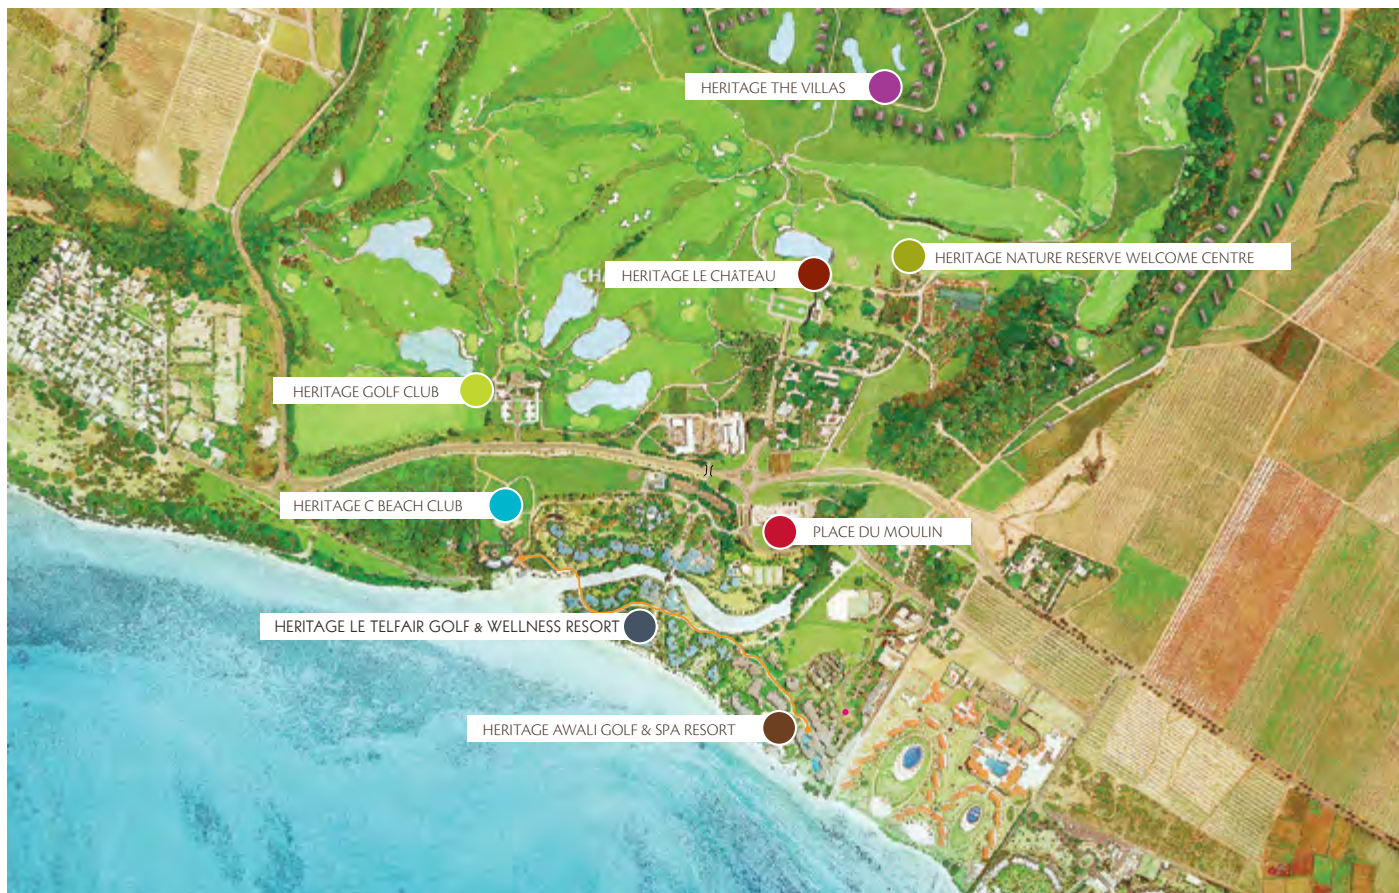 HERITAGE THE VILLAS
HERITAGE NATURE RESERVE WELCOME CENTRE
HERITAGE LE CHÂTEAU
CH
HERITAGE GOLF CLUB
HERITAGE C BEACH CLUB
PLACE DU MOULIN
HERITAGE LE TELFAIR GOLF & WELLNESS RESORT
HERITAGE AWALI GOLF & SPA RESORT